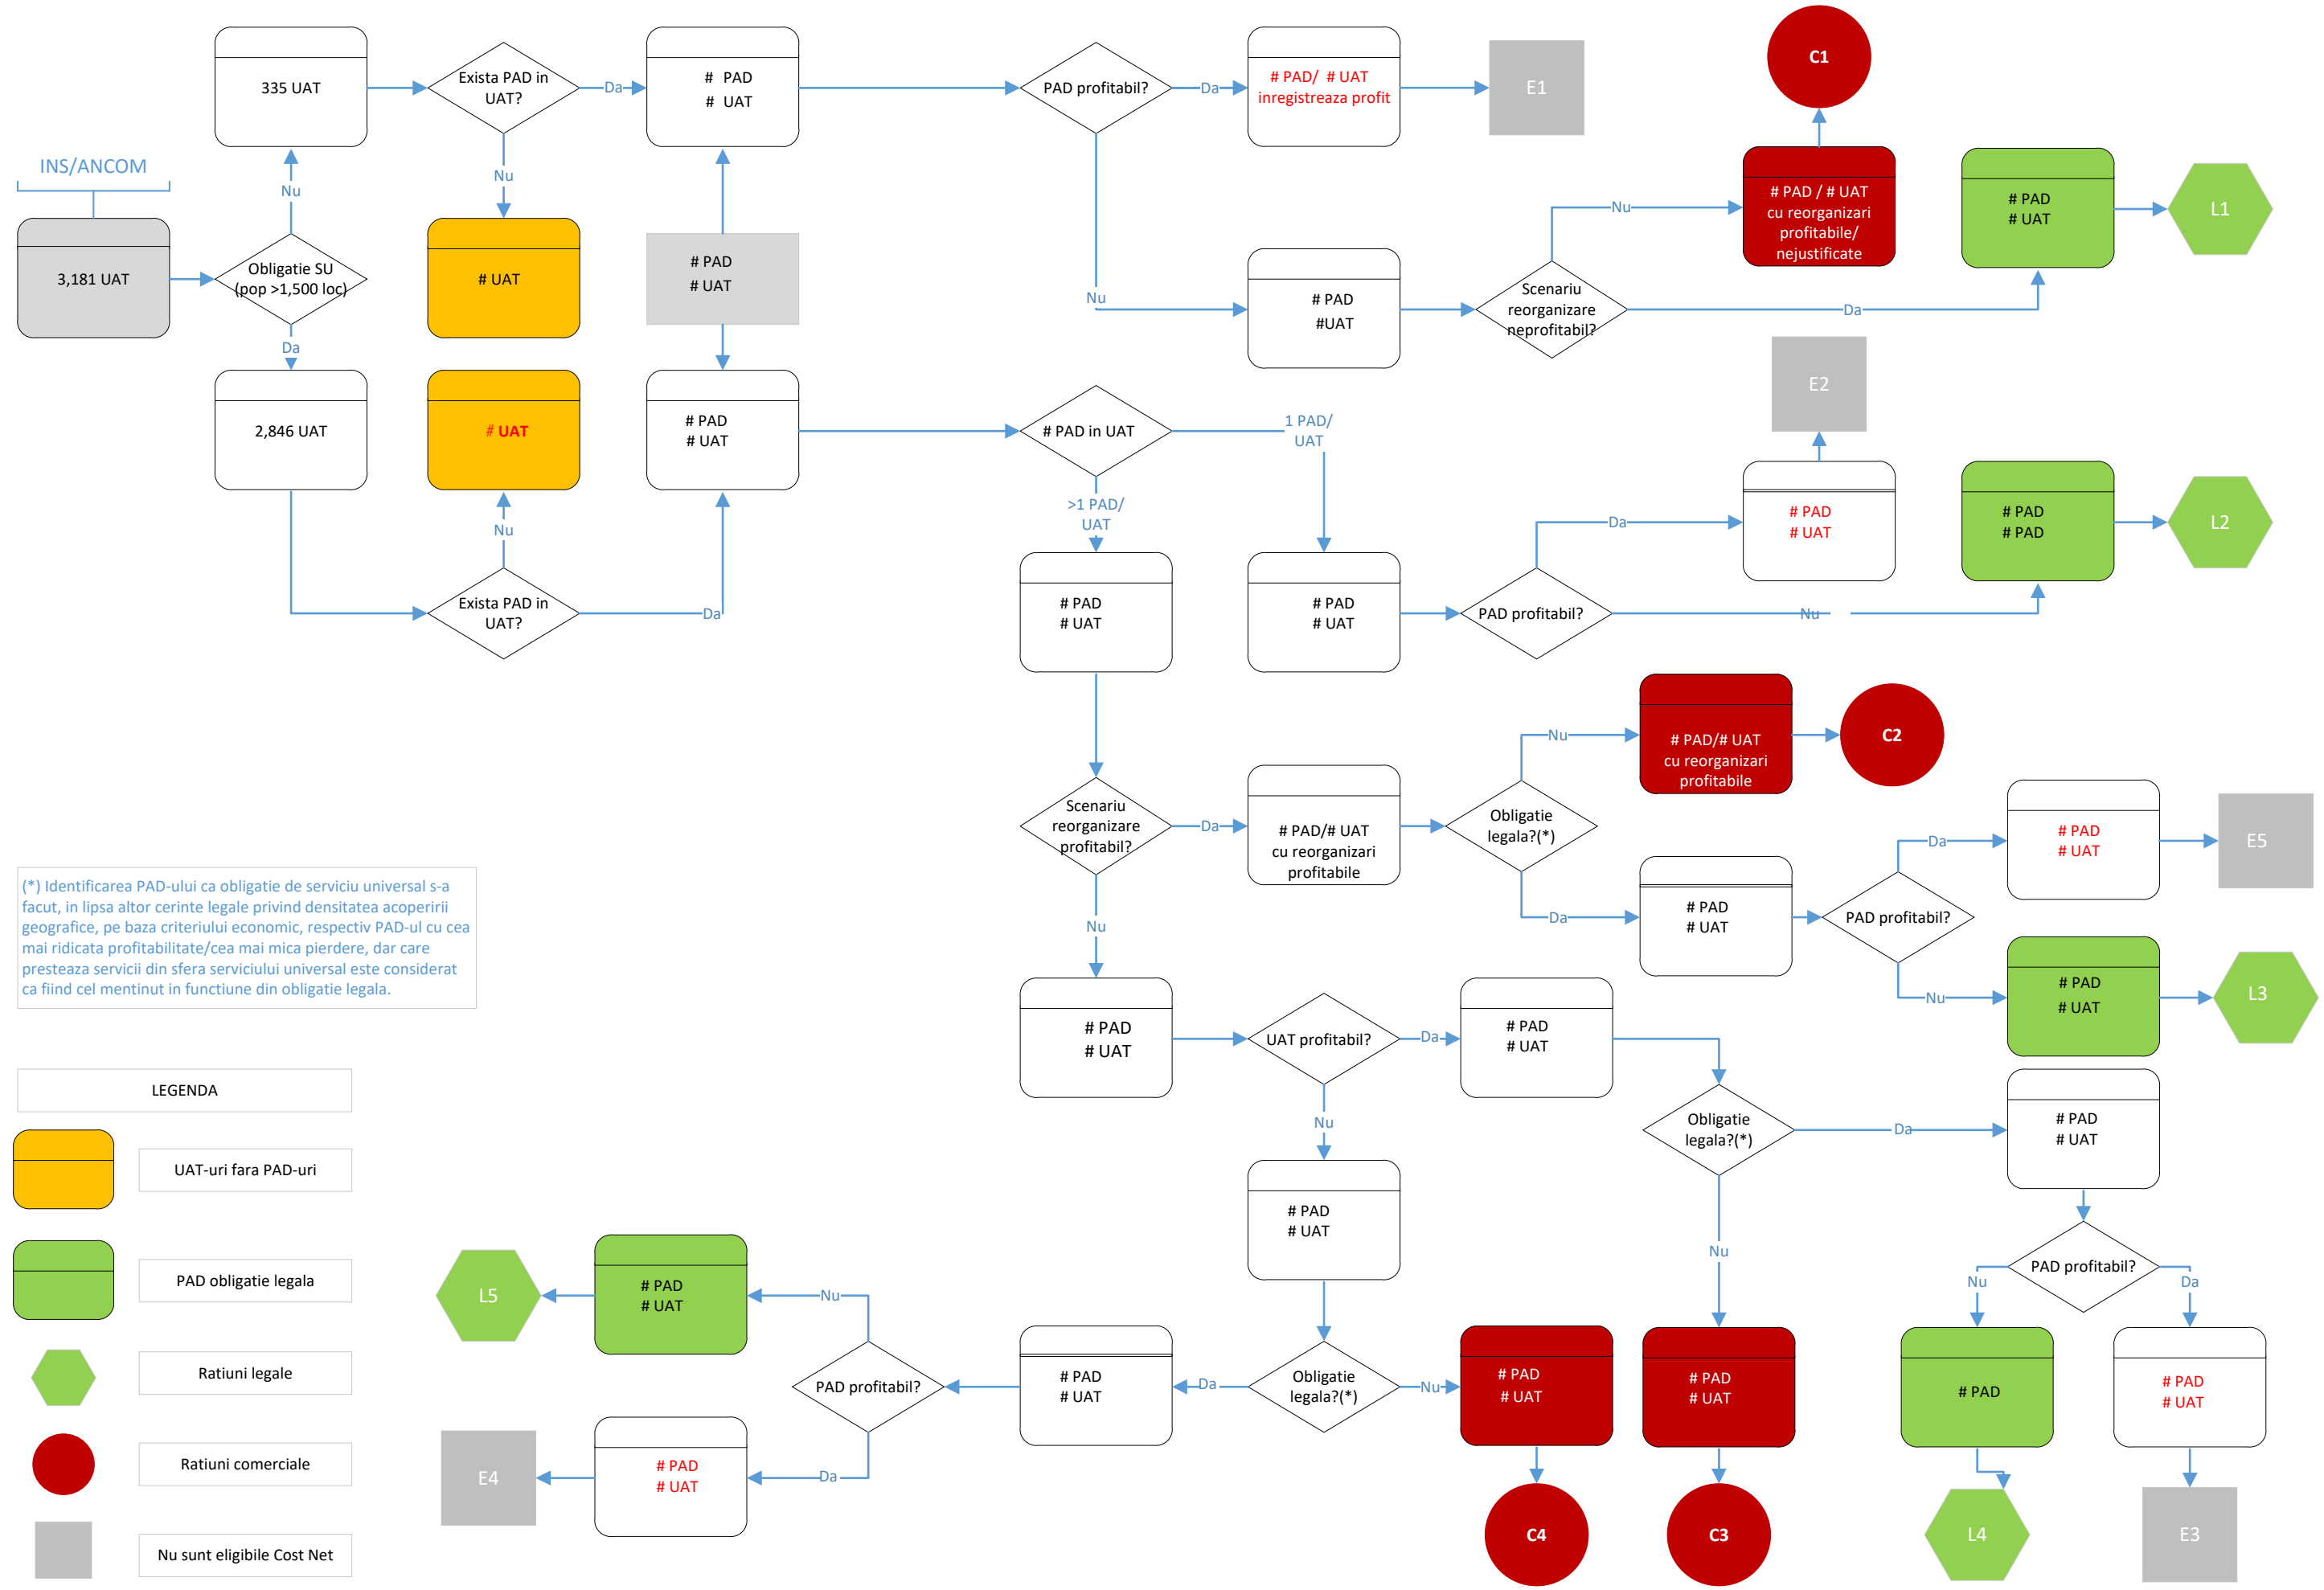 335 UAT
Exista PAD in
UAT?
Da
# PAD
# UAT
PAD profitabil?
Da
# PAD/ # UAT
inregistreaza profit
E1
C1
INS/ANCOM
Nu
Nu
3,181 UAT
Obligatie SU
(pop >1,500 loc)
# UAT
# PAD
# UAT
Nu
# PAD
#UAT
Scenariu
reorganizare
neprofitabil?
Nu
# PAD / # UAT
cu reorganizari
profitabile/
nejustificate
Da
# PAD
# UAT
L1
Da
2,846 UAT
# UAT
# PAD
# UAT
# PAD in UAT
1 PAD/
UAT
E2
Nu
>1 PAD/
UAT
Da
# PAD
# UAT
# PAD
# PAD
L2
Exista PAD in
UAT?
Da
# PAD
# UAT
# PAD
# UAT
PAD profitabil?
Nu
Nu
# PAD/# UAT
cu reorganizari
profitabile
C2
Scenariu
reorganizare
profitabil?
Da
# PAD/# UAT
cu reorganizari
profitabile
Obligatie
legala?(*)
Da
# PAD
# UAT
PAD profitabil?
Da
# PAD
# UAT
E5
Nu
# PAD
# UAT
L3
(*) Identificarea PAD-ului ca obligatie de serviciu universal s-a
facut, in lipsa altor cerinte legale privind densitatea acoperirii
geografice, pe baza criteriului economic, respectiv PAD-ul cu cea
mai ridicata profitabilitate/cea mai mica pierdere, dar care
presteaza servicii din sfera serviciului universal este considerat
ca fiind cel mentinut in functiune din obligatie legala.
Nu
# PAD
# UAT
UAT profitabil?
Da
# PAD
# UAT
Nu
Obligatie
legala?(*)
Da
# PAD
# UAT
# PAD
# UAT
Nu
PAD profitabil?
Nu
Da
L5
# PAD
# UAT
Nu
PAD profitabil?
# PAD
# UAT
Da
Obligatie
legala?(*)
Nu
# PAD
# UAT
# PAD
# UAT
# PAD
# PAD
# UAT
E4
# PAD
# UAT
Da
C4
C3
L4
E3
LEGENDA
UAT-uri fara PAD-uri
PAD obligatie legala
Ratiuni legale
Ratiuni comerciale
Nu sunt eligibile Cost Net